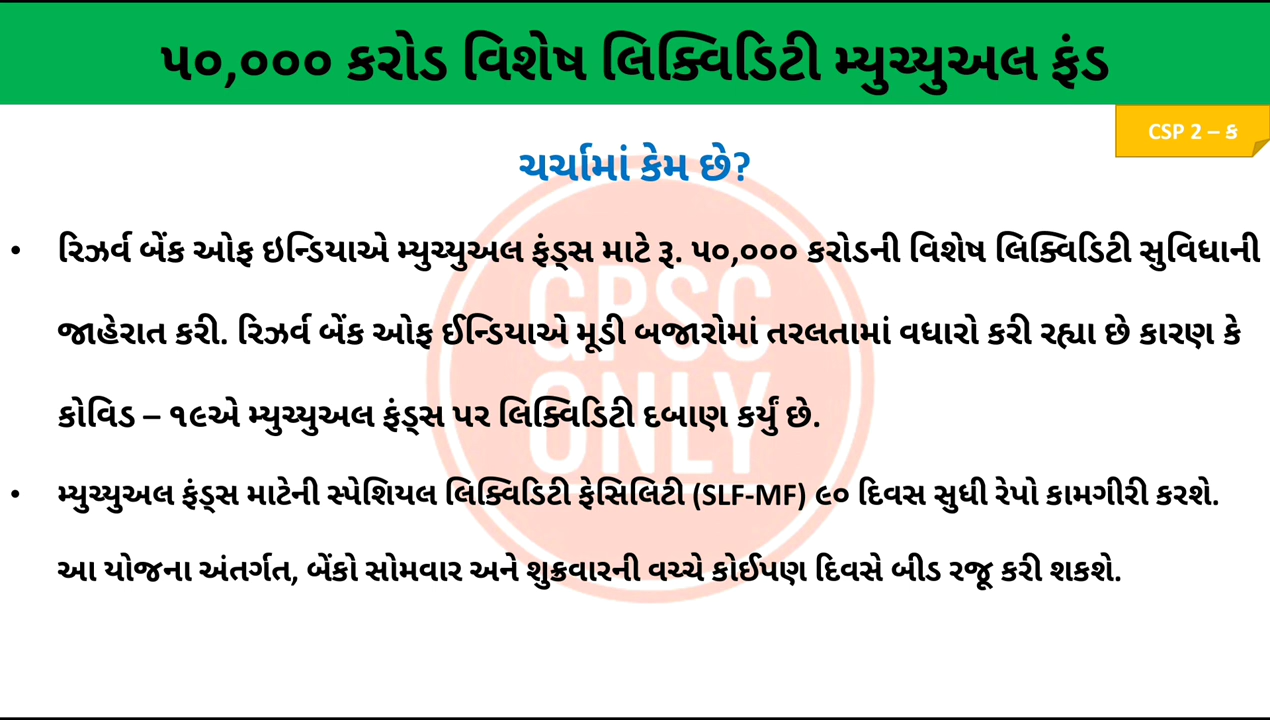 ૫૦,૦૦૦ કરોડ વિશેષ લિક્વિડિટી મ્યુચ્યુઅલ ફંડ
CSP 2 – ક
ચર્ચામાં કેમ છે?
• રિઝર્વ બેંક ઓફ ઇન્ડિયાએ મ્યુચ્યુઅલ ફંડ્સ માટે રૂ. ૫૦,૦૦૦ કરોડની વિશેષ લિક્વિડિટી સુવિધાની
જાહેરાત કરી. રિઝર્વ બેંક ઓફ ઈન્ડિયાએ મૂડી બજારોમાં તરલતામાં વધારો કરી રહ્યા છે કારણ કે
કોવિડ – ૧૯એ મ્યુચ્યુઅલ ફંડ્સ પર લિક્વિડિટી દબાણ કર્યું છે.
• મ્યુચ્યુઅલ ફંડ્સ માટેની સ્પેશિયલ લિક્વિડિટી ફેસિલિટી (SLF-MF) ૯૦ દિવસ સુધી રેપો કામગીરી કરશે.
આ યોજના અંતર્ગત, બેંકો સોમવાર અને શુક્રવારની વચ્ચે કોઈપણ દિવસે બીડ રજૂ કરી શકશે.
GPSC
ONLY